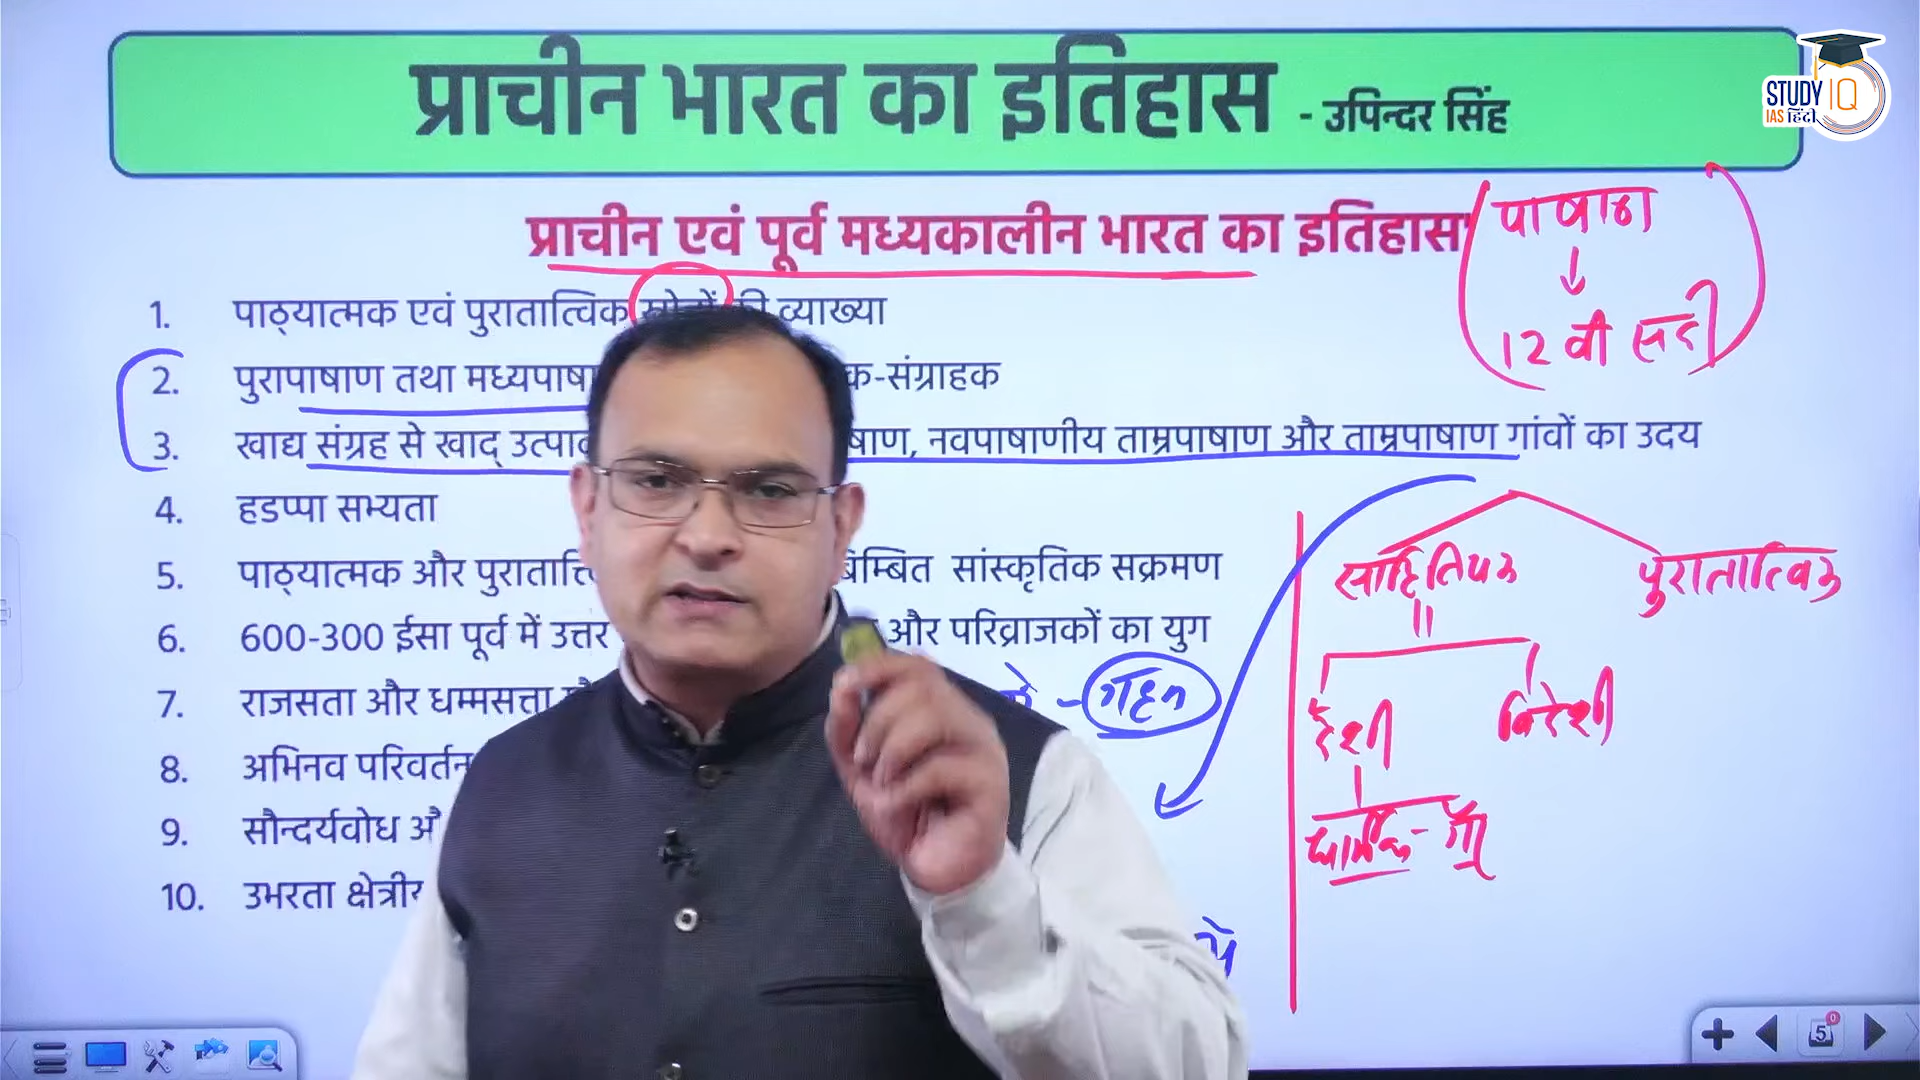 प्राचीन भारत का इतिहास - उपिन्दर सिंह
STUDY IQ
IAS हिंदी
प्राचीन एवं पूर्व मध्यकालीन भारत का इतिहास
पाषाण
↓
12 वी सदी
1. पाठ्यात्मक एवं पुरातात्विक स्रोतों की व्याख्या
2. पुरापाषाण तथा मध्यपाषा क-संग्राहक
3. खाद्य संग्रह से खाद् उत्पाद षाण, नवपाषाणीय ताम्रपाषाण और ताम्रपाषाण गांवों का उदय
4. हडप्पा सभ्यता
5. पाठ्यात्मक और पुरातात्ति बिम्बित सांस्कृतिक सक्रमण
6. 600-300 ईसा पूर्व में उत्तर और परिव्राजकों का युग
7. राजसता और धम्मसत्ता
8. अभिनव परिवर्तन
9. सौन्दर्यवोध औ
10. उभरता क्षेत्रीय
- गहन
साहित्यिक पुरातात्विक
देशी विदेशी
धार्मिक-
5
0